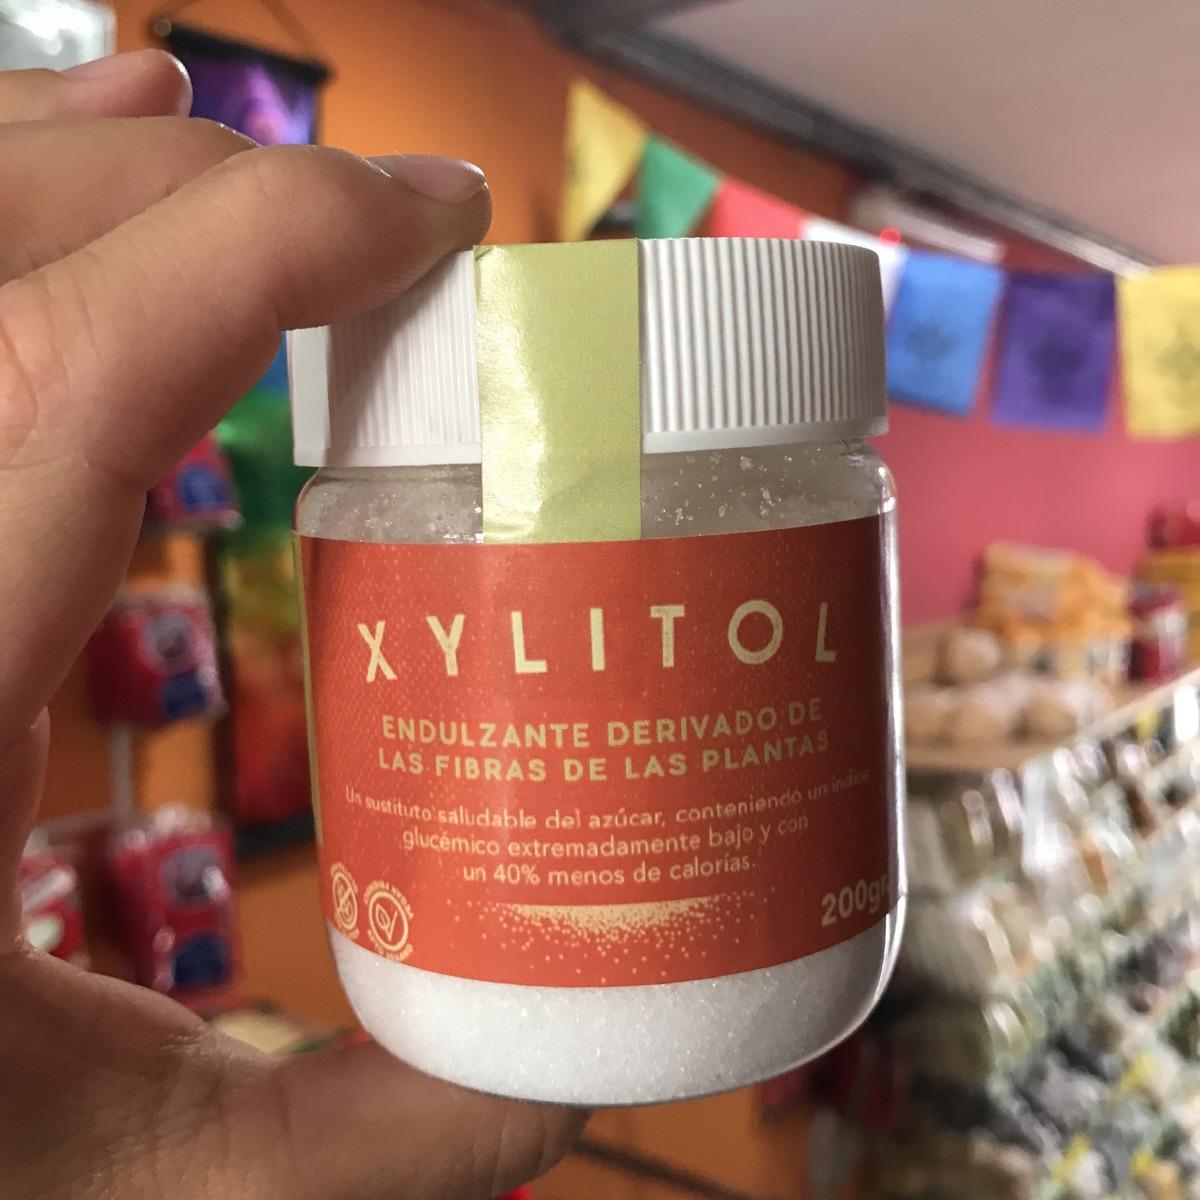 XYLITOL
ENDULZANTE DERIVADO DE
LAS FIBRAS DE LAS PLANTAS
Un sustituto saludable del azúcar, conteniendo un indice
glucémico extremadamente bajo y con
un 40% menos de calorías.
200gr.